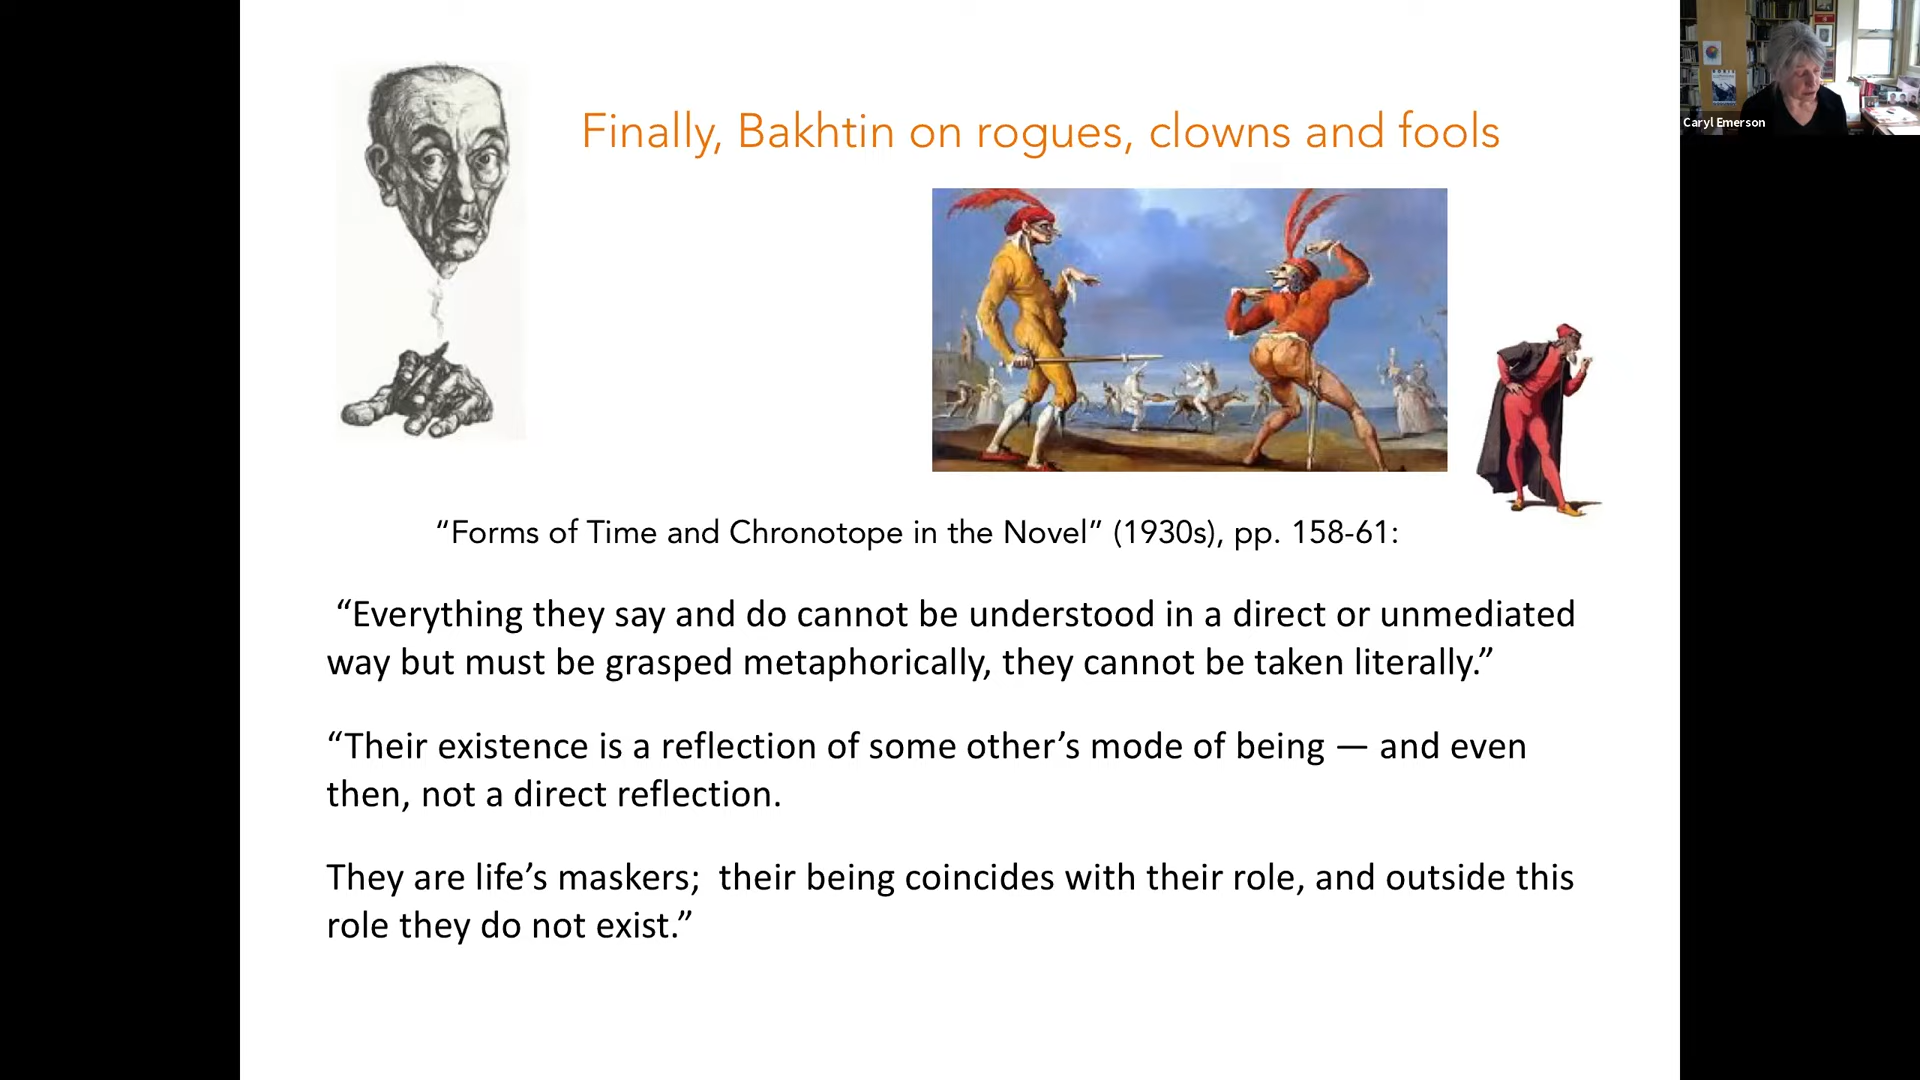 Caryl Emerson
Finally, Bakhtin on rogues, clowns and fools
“Forms of Time and Chronotope in the Novel” (1930s), pp. 158-61:
“Everything they say and do cannot be understood in a direct or unmediated
way but must be grasped metaphorically, they cannot be taken literally.”
“Their existence is a reflection of some other’s mode of being — and even
then, not a direct reflection.
They are life’s maskers;  their being coincides with their role, and outside this
role they do not exist.”